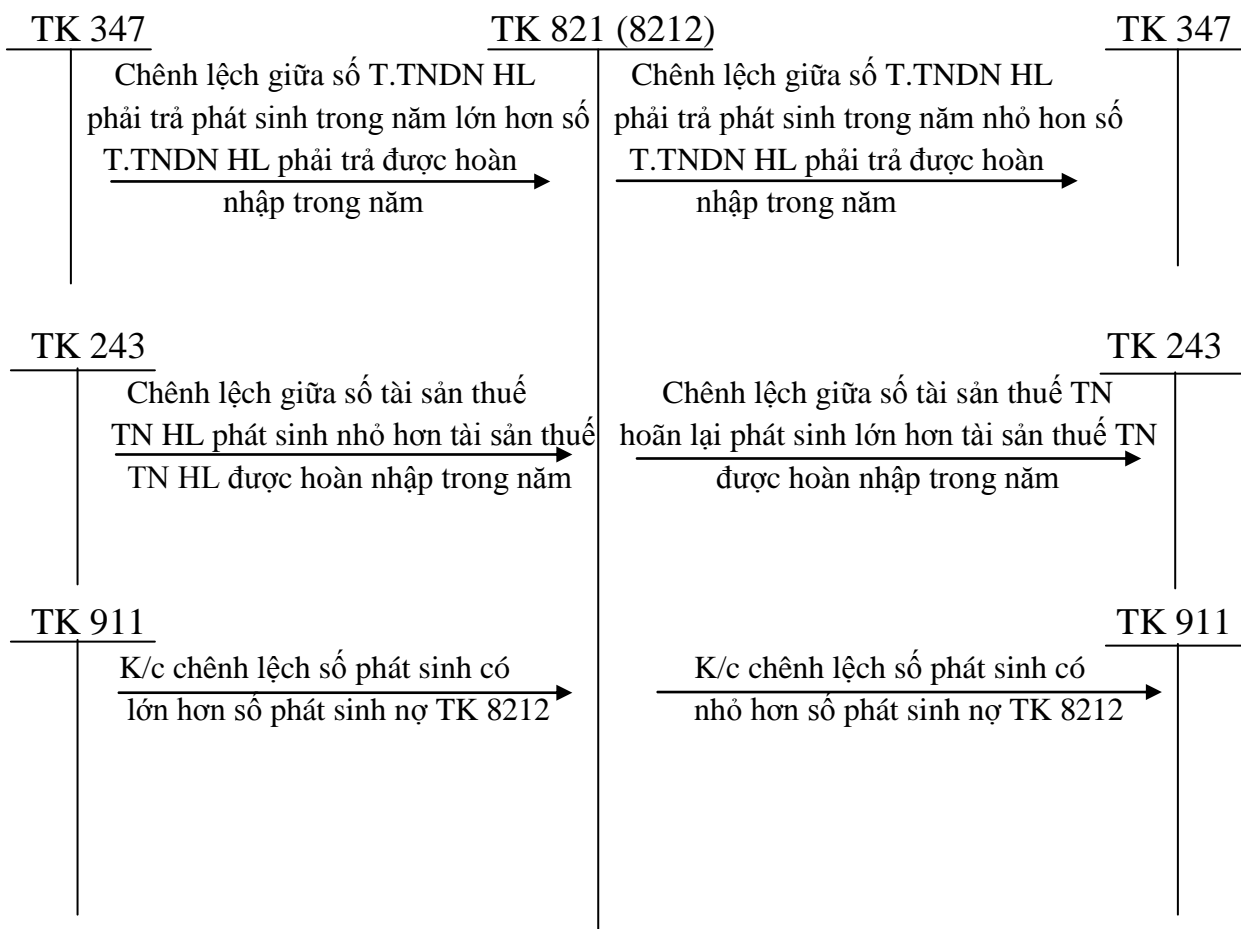 TK 347
TK 821 (8212)
TK 347
Chênh lệch giữa số T.TNDN HL
phải trả phát sinh trong năm lớn hơn số
T.TNDN HL phải trả được hoàn
nhập trong năm
Chênh lệch giữa số T.TNDN HL
phải trả phát sinh trong năm nhỏ hon số
T.TNDN HL phải trả được hoàn
nhập trong năm
TK 243
TK 243
Chênh lệch giữa số tài sản thuế
TN HL phát sinh nhỏ hơn tài sản thuế
TN HL được hoàn nhập trong năm
Chênh lệch giữa số tài sản thuế TN
hoãn lại phát sinh lớn hơn tài sản thuế TN
được hoàn nhập trong năm
TK 911
TK 911
K/c chênh lệch số phát sinh có
lớn hơn số phát sinh nợ TK 8212
K/c chênh lệch số phát sinh có
nhỏ hơn số phát sinh nợ TK 8212